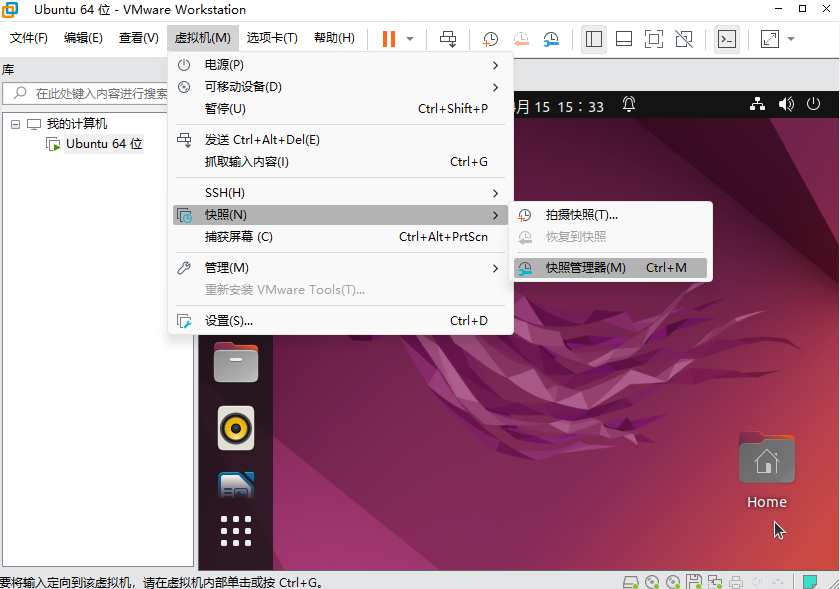 Ubuntu 64 位 - VMware Workstation
文件(F) 编辑(E) 查看(V) 虚拟机(M) 选项卡(T) 帮助(H)
库
在此处键入内容进行搜索
我的计算机
Ubuntu 64 位
电源(P)
可移动设备(D)
暂停(U) Ctrl+Shift+P
发送 Ctrl+Alt+Del(E)
抓取输入内容(I) Ctrl+G
SSH(H)
快照(N)
捕获屏幕 (C) Ctrl+Alt+PrtScn
管理(M)
重新安装 VMware Tools(T)...
设置(S)... Ctrl+D
月 15 15：33
拍摄快照(T)...
恢复到快照
快照管理器(M) Ctrl+M
Home
要将输入定向到该虚拟机，请在虚拟机内部单击或按 Ctrl+G。